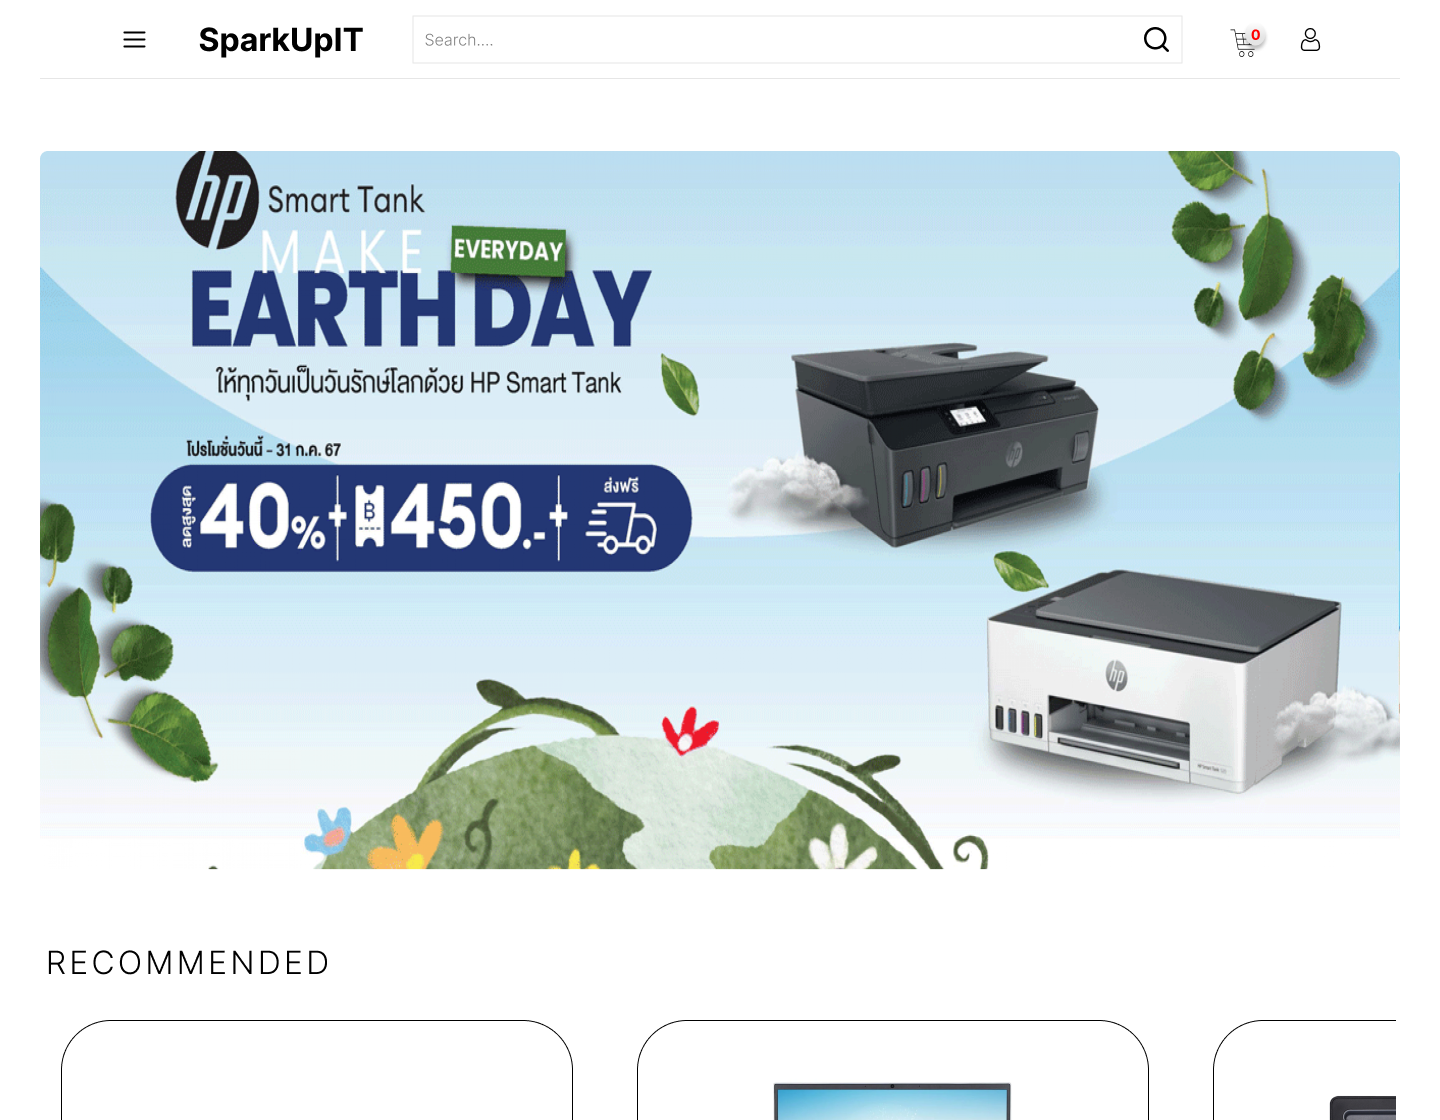 SparkUpIT
Search....
0
hp Smart Tank
MAKE EVERYDAY
EARTH DAY
ให้ทุกวันเป็นวันรักษ์โลกด้วย HP Smart Tank
โปรโมชั่นวันนี้ - 31 ก.ค. 67
ลดสูงสุด 40% + ฿ 450.- + ส่งฟรี
hp
hp
RECOMMENDED